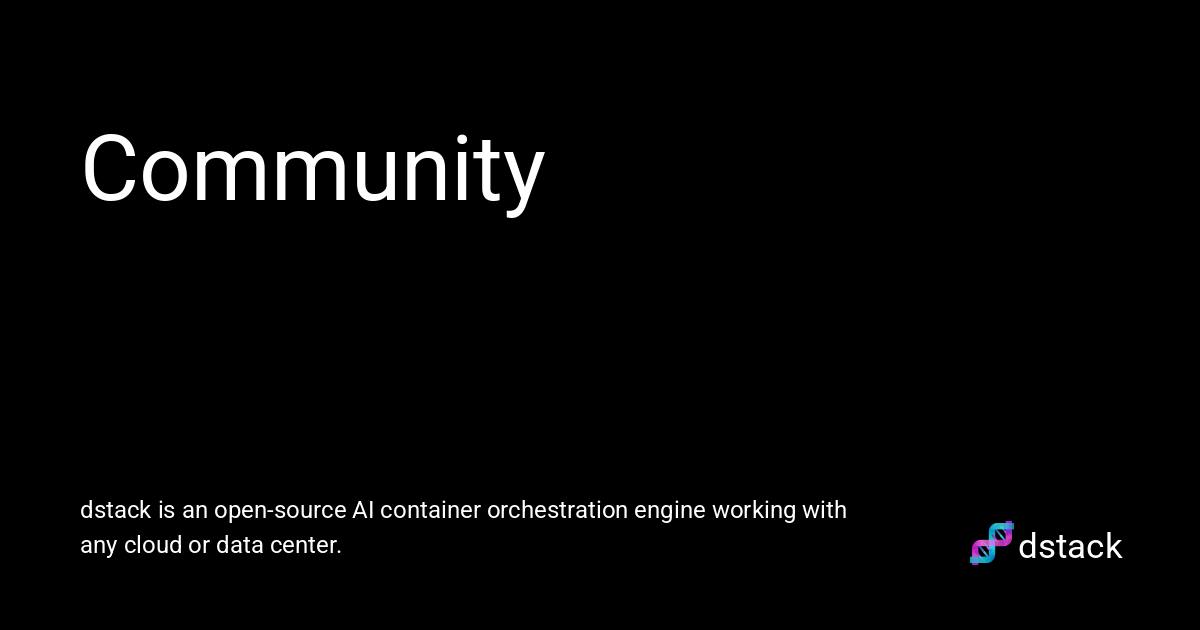 Community
dstack is an open-source AI container orchestration engine working with
any cloud or data center.
dstack